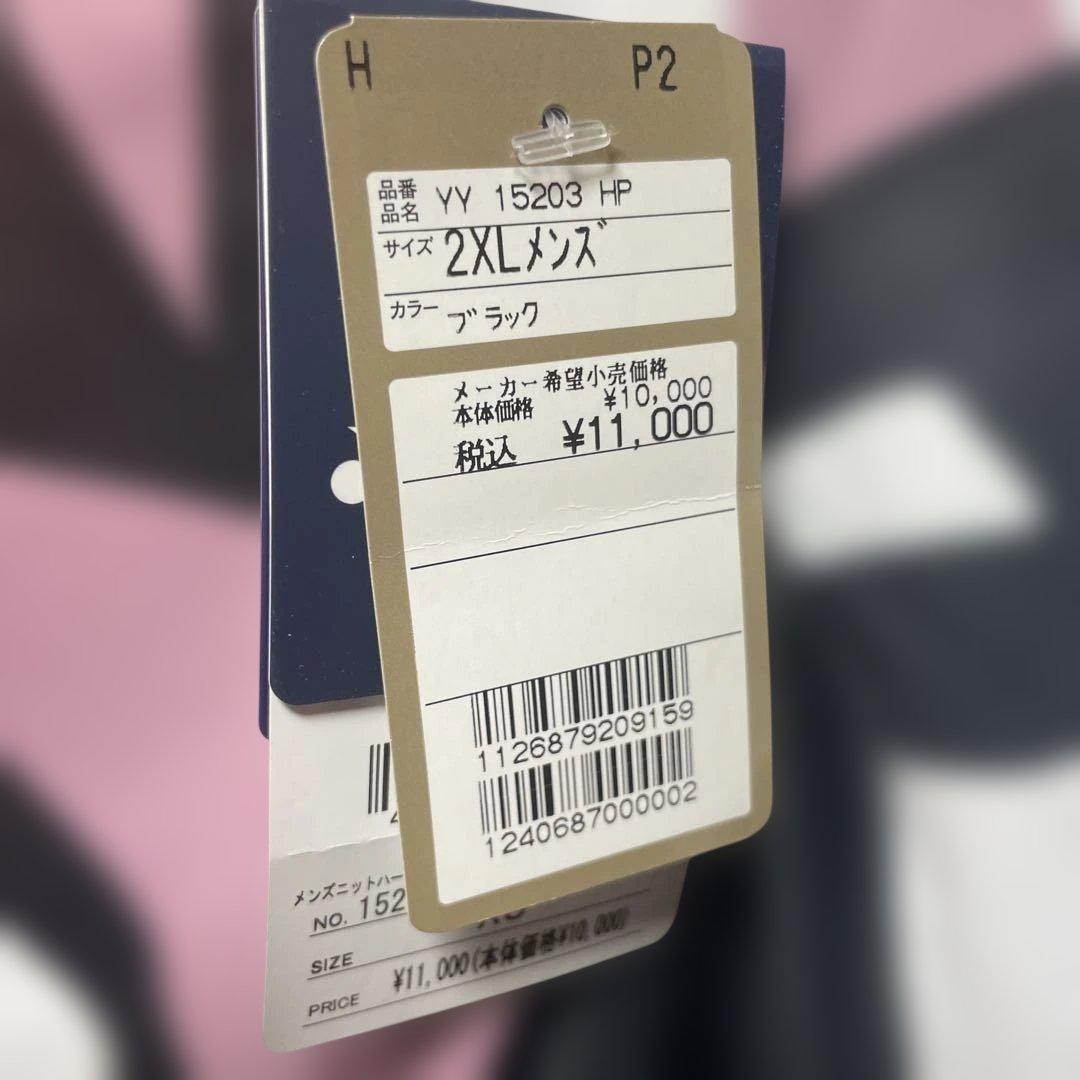 H P2
品番
品名 YY 15203 HP
サイズ 2XLメンズ
カラー ブラック
メーカー希望小売価格
本体価格 ¥10,000
税込 ¥11,000
1126879209159
1240687000002
メンズニットハー
NO. 152
SIZE
PRICE ¥11,000(本体価格¥10,000)